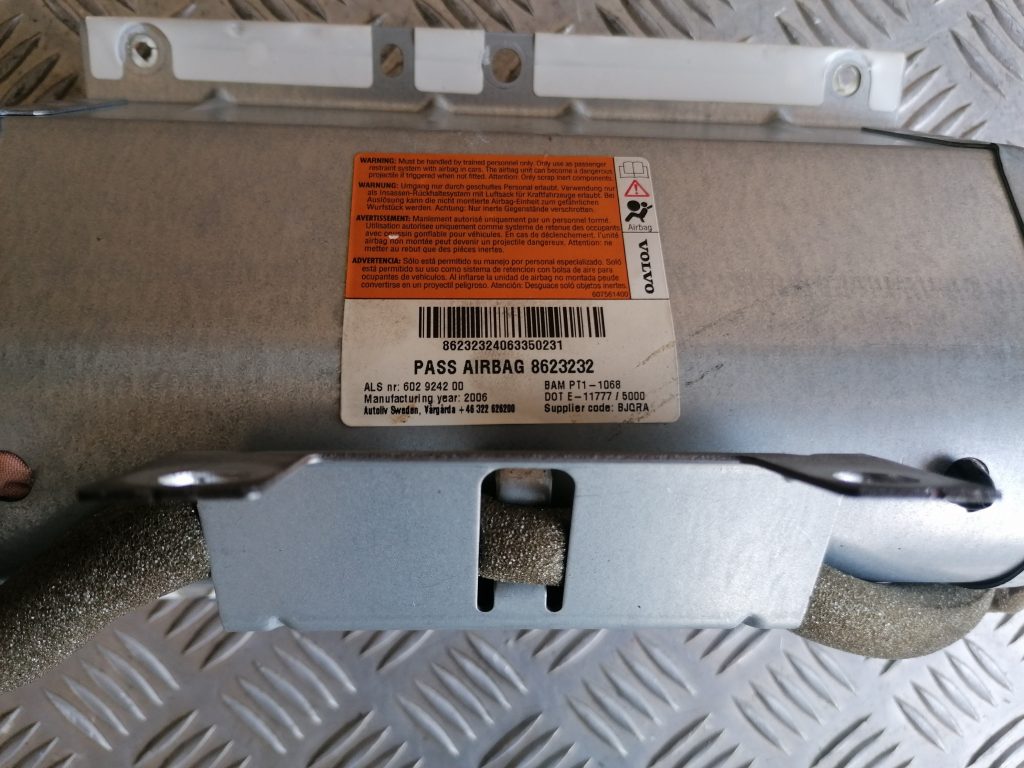 WARNING: Must be handled by trained personnel only. Only use as passenger
restraint system with airbag in cars. The airbag unit can become a dangerous
projectile if triggered when not fitted. Attention: Only scrap inert components.
WARNUNG: Umgang nur durch geschultes Personal erlaubt. Verwendung nur
als Insassen-Rückhaltesystem mit Luftsack für Kraftfahrzeuge erlaubt. Bei
Auslösung kann die nicht montierte Airbag-Einheit zum gefährlichen
Wurfstück werden. Achtung: Nur inerte Gegenstände verschrotten.
AVERTISSEMENT: Maniement autorisé uniquement par un personnel formé.
Utilisation autorisée uniquement comme système de retenue des occupants
avec coussin gonflable pour véhicules. En cas de déclenchement, l'unité
airbag non montée peut devenir un projectile dangereux. Attention: ne
metter au rebut que des pièces inertes.
ADVERTENCIA: Sólo está permitido su manejo por personal especializado. Solo
está permitido su uso como sistema de retención con bolsa de aire para
ocupantes de vehículos. Al inflarse la unidad de airbag no montada peude
convertirse en un proyectil peligroso. Atención: Desguace solo objetos inertes.
607561400
Airbag
VOLVO
86232324063350231
PASS AIRBAG 8623232
ALS nr: 602 9242 00
BAM PT1-1068
Manufacturing year: 2006
DOT E-11777 / 5000
Autoliv Sweden, Vårgårda +46 322 626200
Supplier code: BJQRA